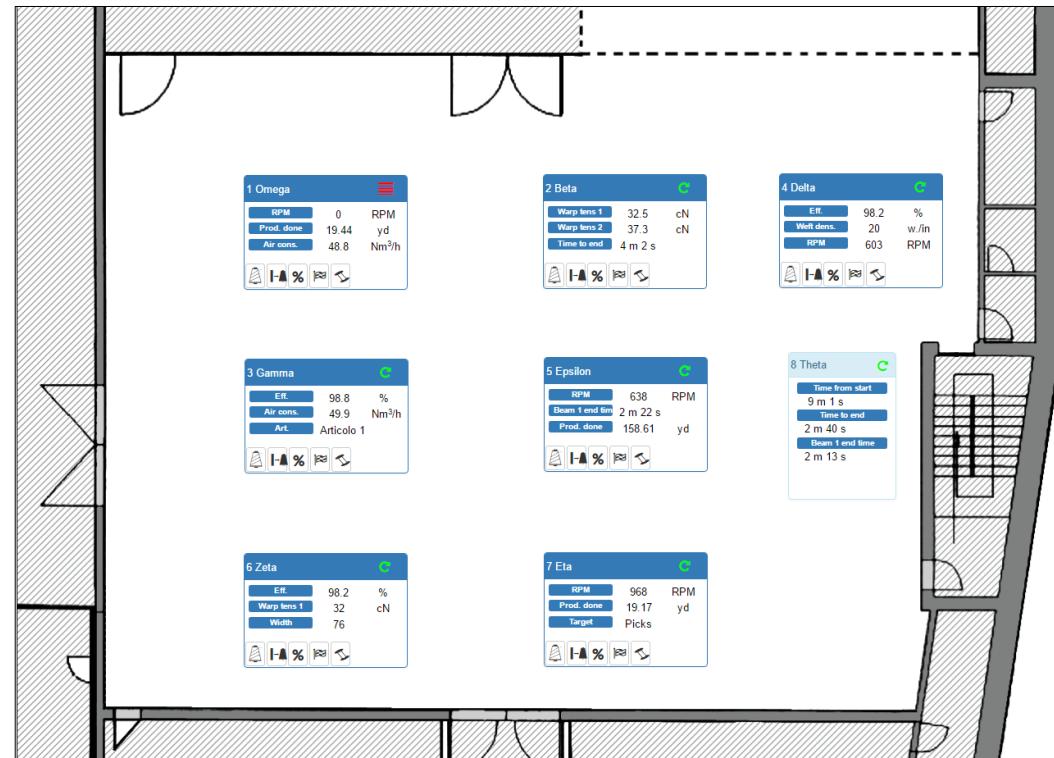 1 Omega
RPM 0 RPM
Prod. done 19.44 yd
Air cons. 48.8 Nm³/h
%
2 Beta
Warp tens 1 32.5 cN
Warp tens 2 37.3 cN
Time to end 4 m 2 s
%
4 Delta
Eff. 98.2 %
Weft dens. 20 w./in
RPM 603 RPM
%
3 Gamma
Eff. 98.8 %
Air cons. 49.9 Nm³/h
Art. Articolo 1
%
5 Epsilon
RPM 638 RPM
Beam 1 end tim 2 m 22 s
Prod. done 158.61 yd
%
8 Theta
Time from start
9 m 1 s
Time to end
2 m 40 s
Beam 1 end time
2 m 13 s
6 Zeta
Eff. 98.2 %
Warp tens 1 32 cN
Width 76
%
7 Eta
RPM 968 RPM
Prod. done 19.17 yd
Target Picks
%